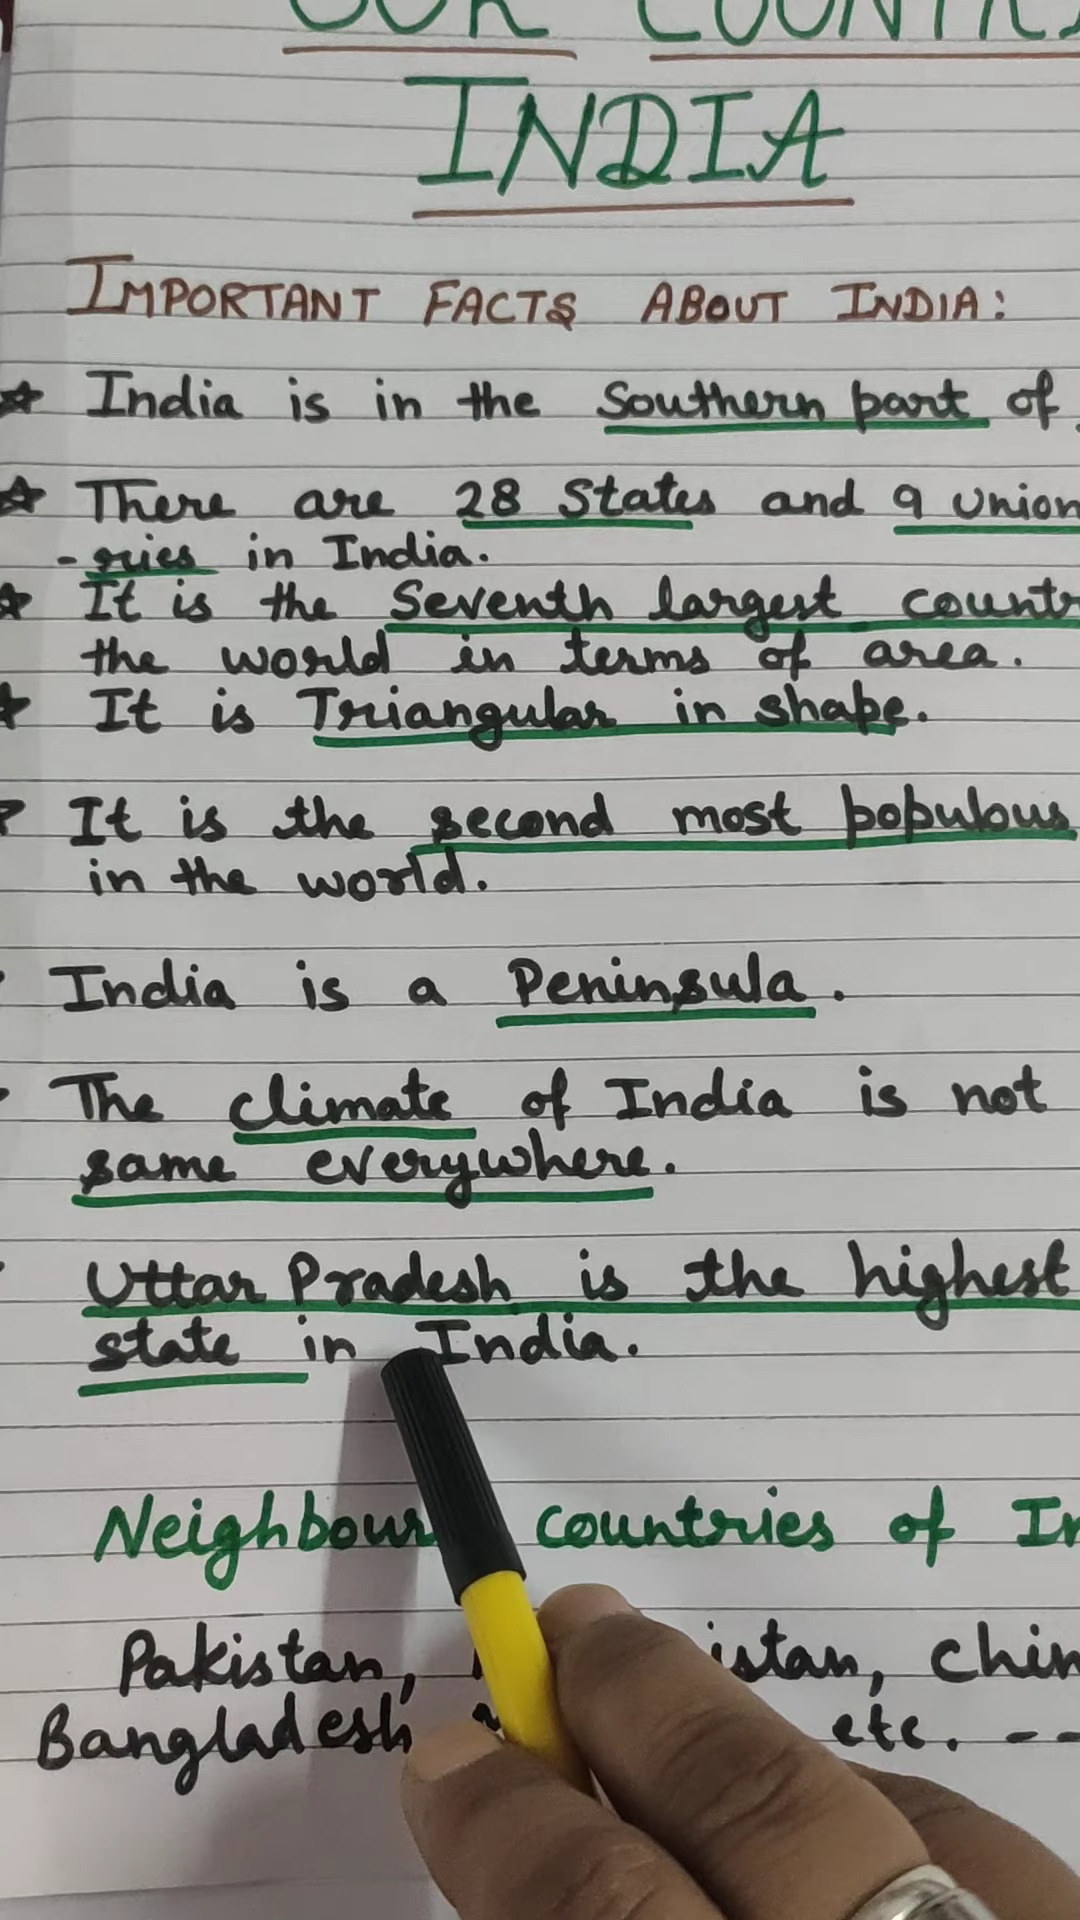 OUR COUNTR
INDIA
IMPORTANT FACTS ABOUT INDIA:
India is in the Southern part of
There are 28 States and 9 union
-ries in India.
It is the Seventh largest countr
the world in terms of area.
It is Triangular in shape.
It is the second most populous
in the world.
India is a Peninsula.
The climate of India is not
same everywhere.
Uttar Pradesh is the highest
state in India.
Neighbour countries of In
Pakistan, istan, Chin
Bangladesh etc. --